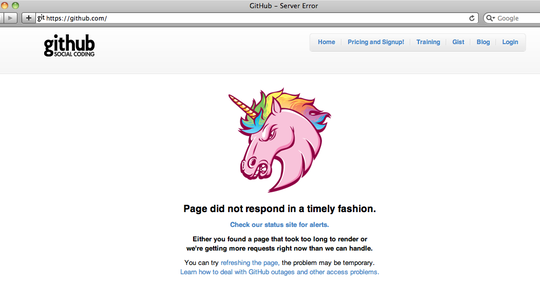 GitHub – Server Error
git https://github.com/
Google
github
SOCIAL CODING
Home Pricing and Signup! Training Gist Blog Login
Page did not respond in a timely fashion.
Check our status site for alerts.
Either you found a page that took too long to render or
we're getting more requests right now than we can handle.
You can try refreshing the page, the problem may be temporary.
Learn how to deal with GitHub outages and other access problems.